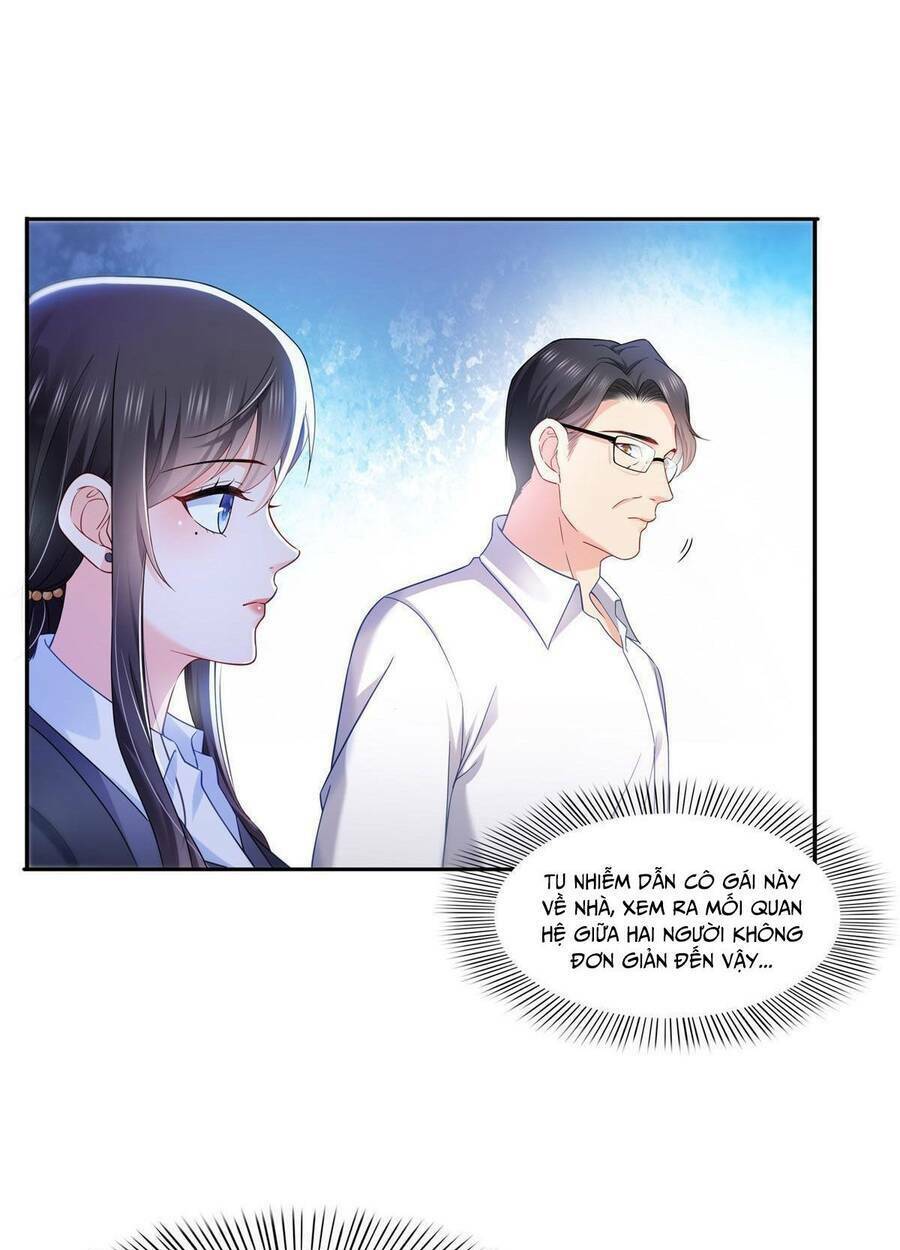 TU NHIỄM DẪN CÔ GÁI NÀY
VỀ NHÀ, XEM RA MỐI QUAN
HỆ GIỮA HAI NGƯỜI KHÔNG
ĐƠN GIẢN ĐẾN VẬY...